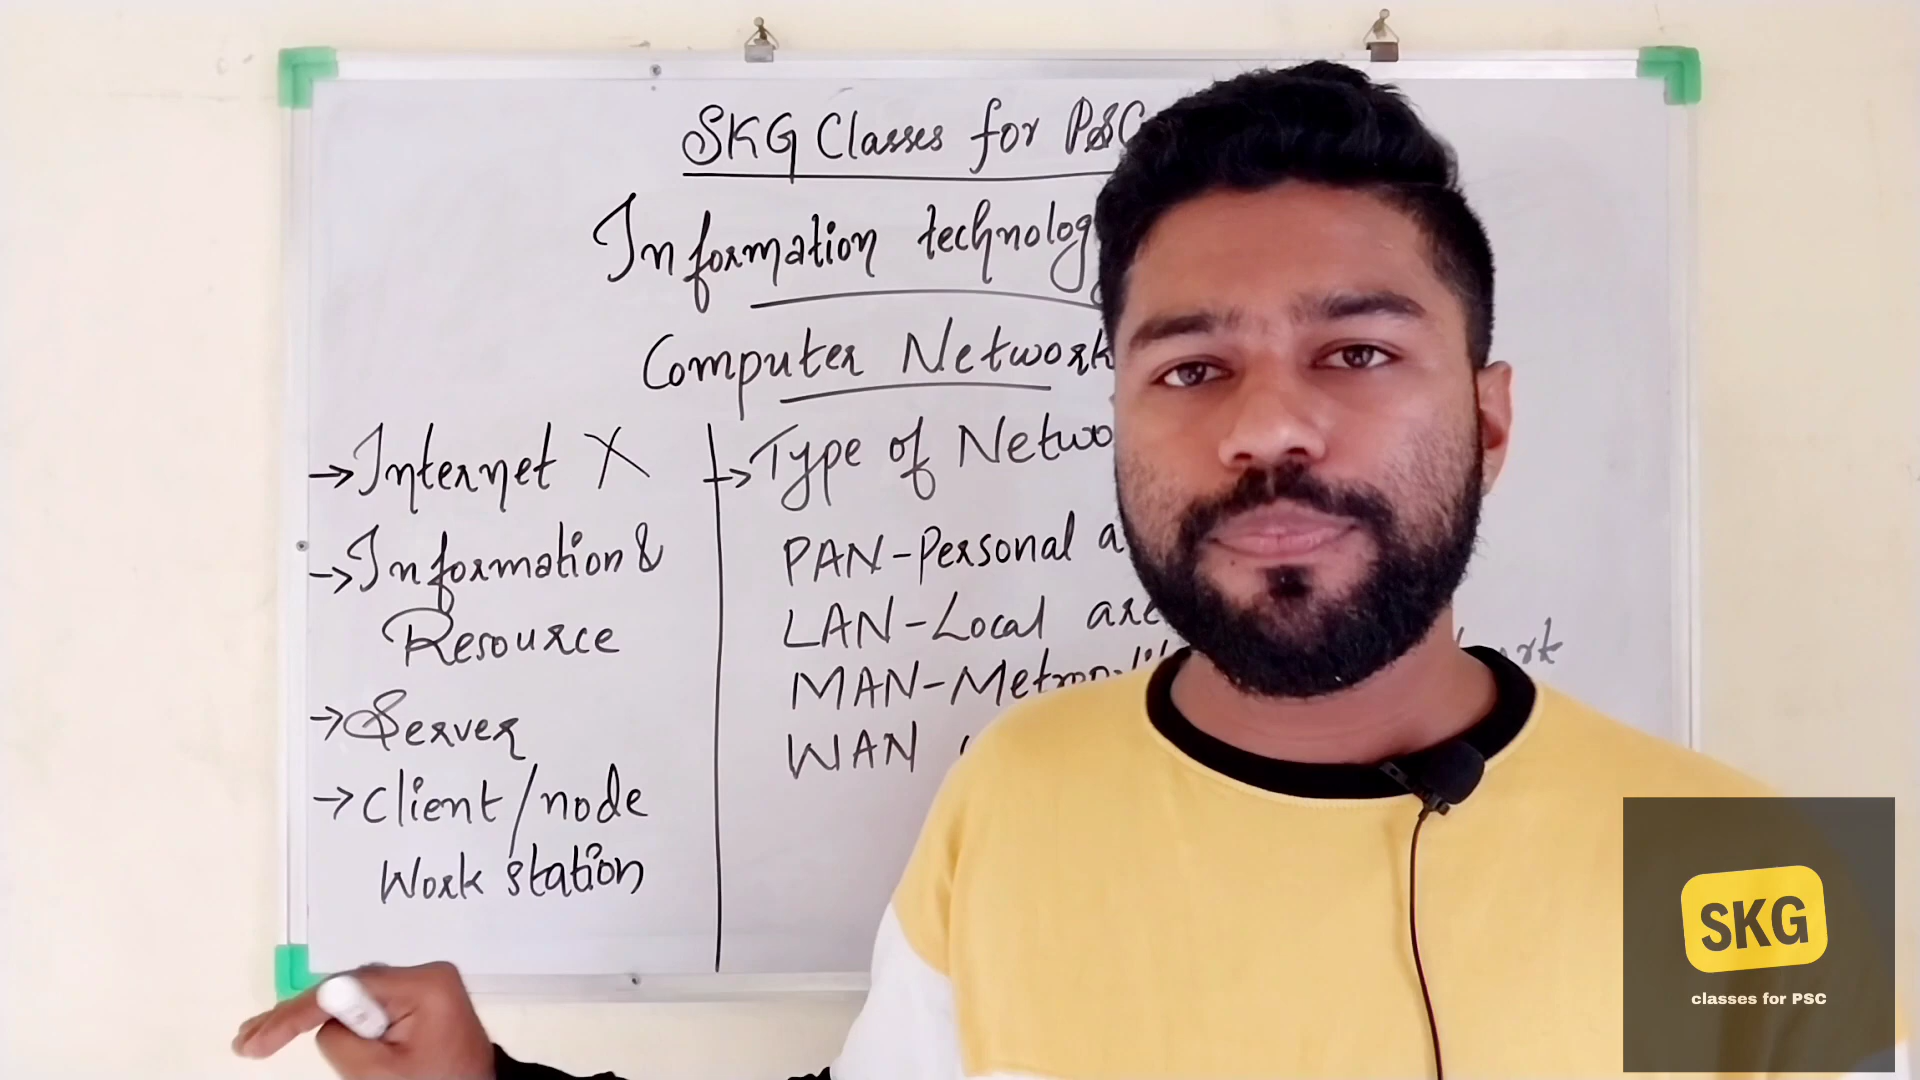 SKG Classes for PSC
Information technolog
Computer Network
→ Internet X
→ Information &
Resource
→ Server
→ Client/node
Work station
→ Type of Netwo
PAN-Personal a
LAN-Local are
MAN-Metropolit
WAN
SKG
classes for PSC